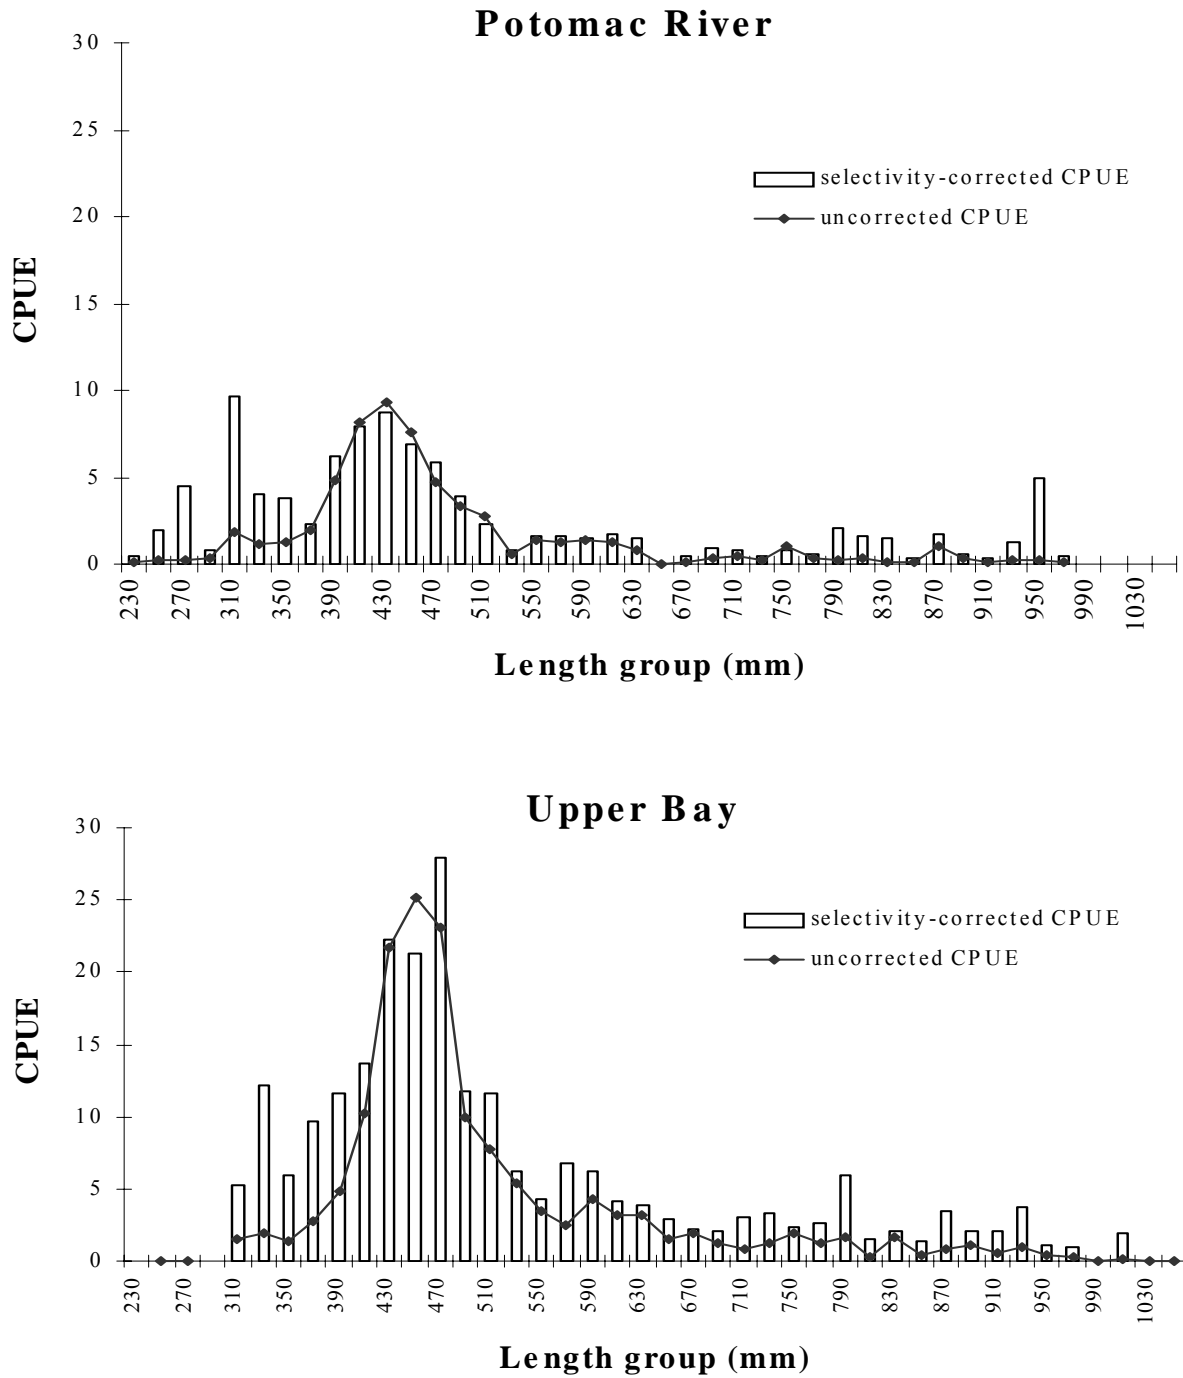 Potomac River
30
25
20
15
10
5
0
CPUE
selectivity-corrected CPUE
uncorrected CPUE
230 270 310 350 390 430 470 510 550 590 630 670 710 750 790 830 870 910 950 990 1030
Length group (mm)
Upper Bay
30
25
20
15
10
5
0
CPUE
selectivity-corrected CPUE
uncorrected CPUE
230 270 310 350 390 430 470 510 550 590 630 670 710 750 790 830 870 910 950 990 1030
Length group (mm)